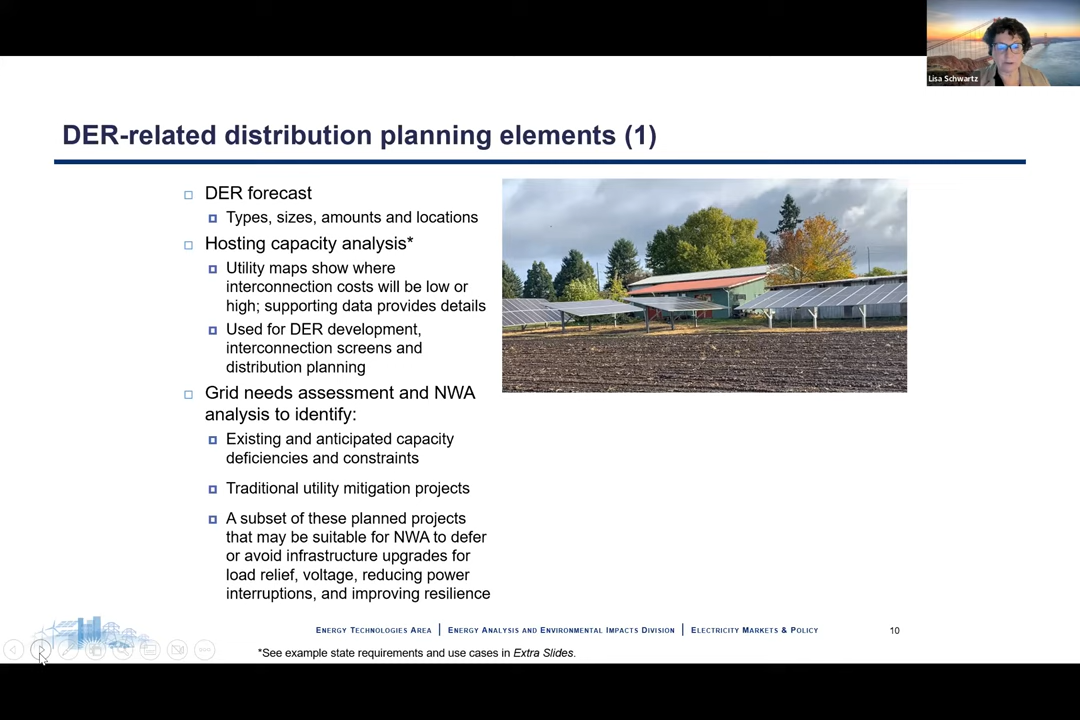 Lisa Schwartz
DER-related distribution planning elements (1)
DER forecast
Types, sizes, amounts and locations
Hosting capacity analysis*
Utility maps show where
interconnection costs will be low or
high; supporting data provides details
Used for DER development,
interconnection screens and
distribution planning
Grid needs assessment and NWA
analysis to identify:
Existing and anticipated capacity
deficiencies and constraints
Traditional utility mitigation projects
A subset of these planned projects
that may be suitable for NWA to defer
or avoid infrastructure upgrades for
load relief, voltage, reducing power
interruptions, and improving resilience
ENERGY TECHNOLOGIES AREA | ENERGY ANALYSIS AND ENVIRONMENTAL IMPACTS DIVISION | ELECTRICITY MARKETS & POLICY 10
*See example state requirements and use cases in Extra Slides.